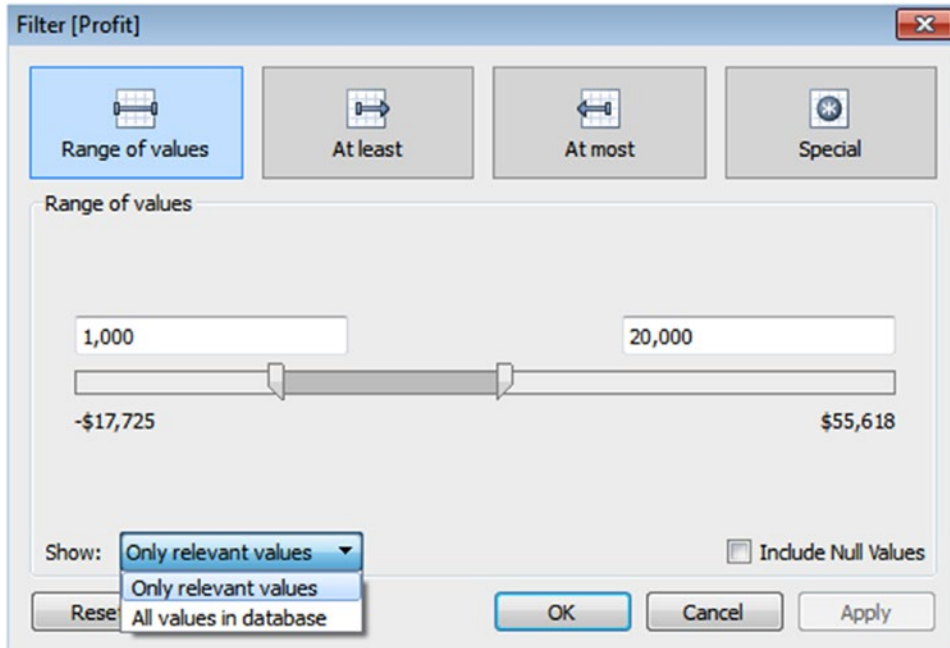 Filter [Profit]
Range of values
At least
At most
Special
Range of values
1,000
20,000
-$17,725
$55,618
Show: Only relevant values
Include Null Values
Only relevant values
All values in database
Rese
OK
Cancel
Apply